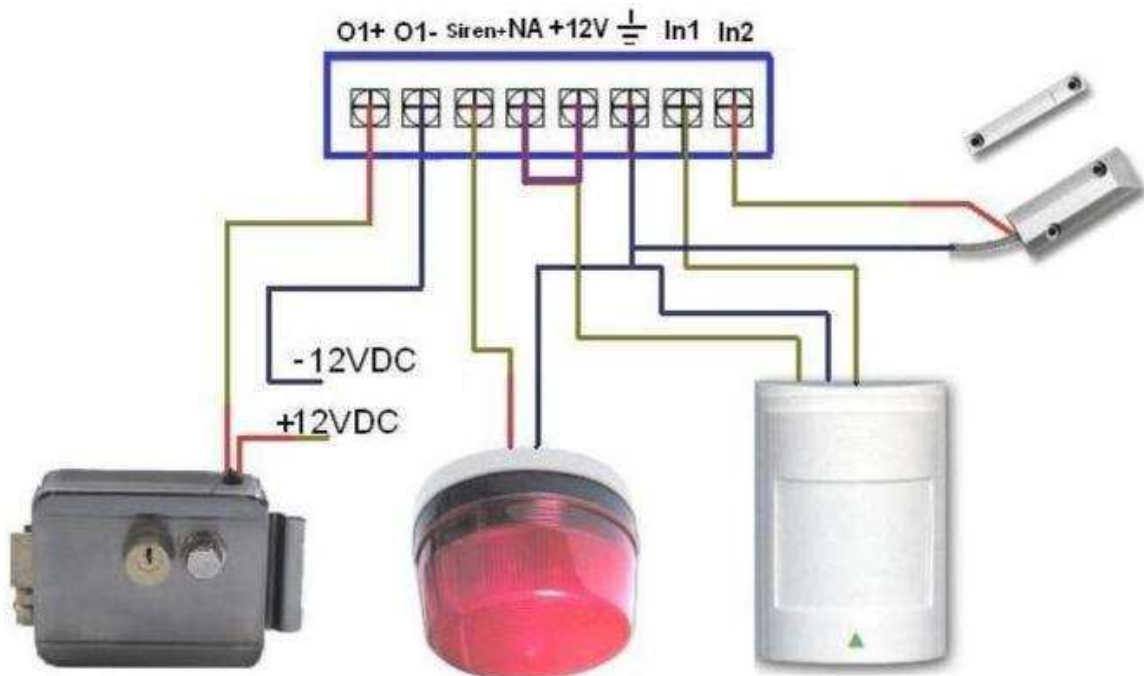 O1+ O1- Siren+ NA +12V In1 In2
-12VDC
+12VDC